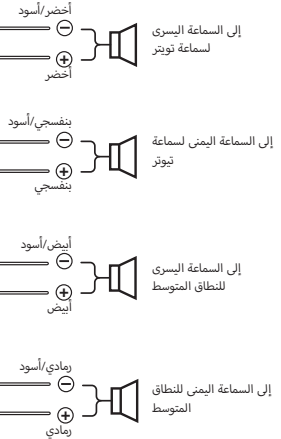 أخضر/أسود
إلى السماعة اليسرى
لسماعة تويتر
أخضر
بنفسجي/أسود
إلى السماعة اليمنى لسماعة
تيوتر
بنفسجي
أبيض/أسود
إلى السماعة اليسرى
للنطاق المتوسط
أبيض
رمادي/أسود
إلى السماعة اليمنى للنطاق
المتوسط
رمادي